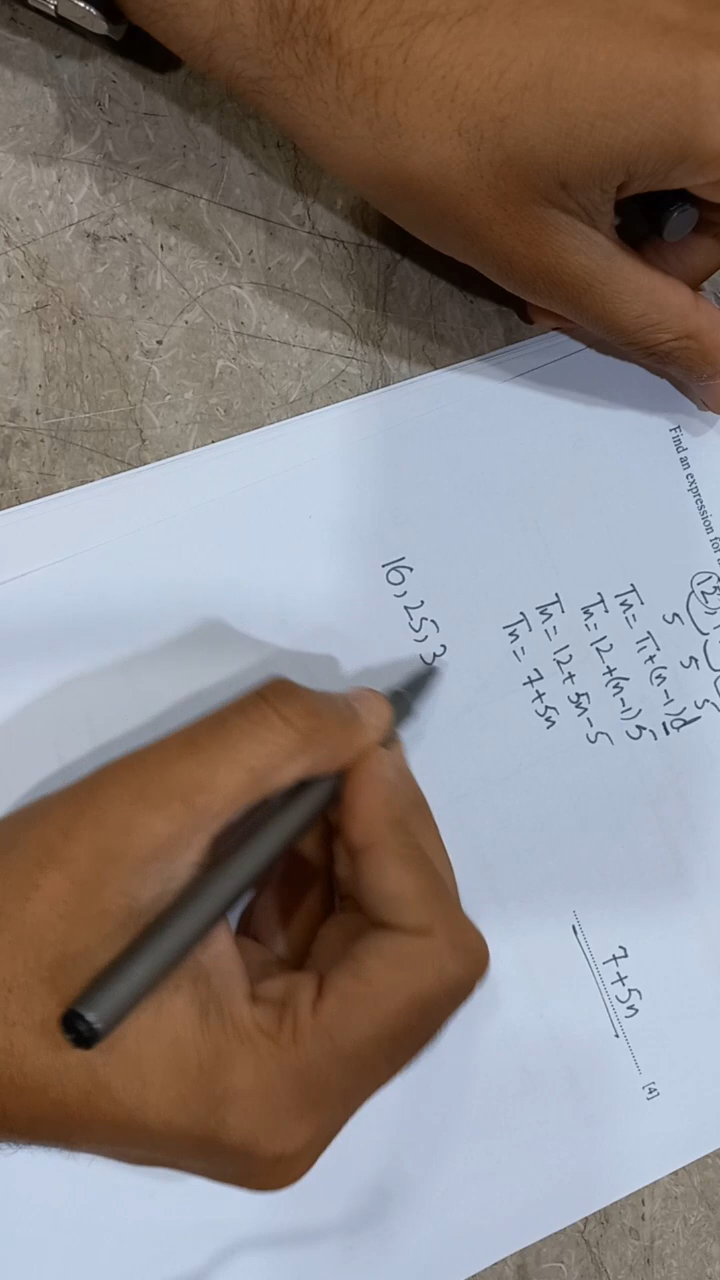 Find an expression for
12,
5 5 5
Tn = T1 + (n-1)d
Tn = 12 + (n-1) 5
Tn = 12 + 5n - 5
Tn = 7 + 5n
7 + 5n
[4]
16, 25, 3